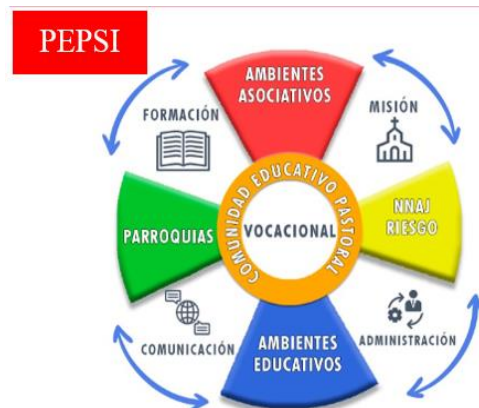 PEPSI
AMBIENTES
ASOCIATIVOS
FORMACIÓN
MISIÓN
COMUNIDAD EDUCATIVO PASTORAL
PARROQUIAS
VOCACIONAL
NNAJ
RIESGO
COMUNICACIÓN
AMBIENTES
EDUCATIVOS
ADMINISTRACIÓN